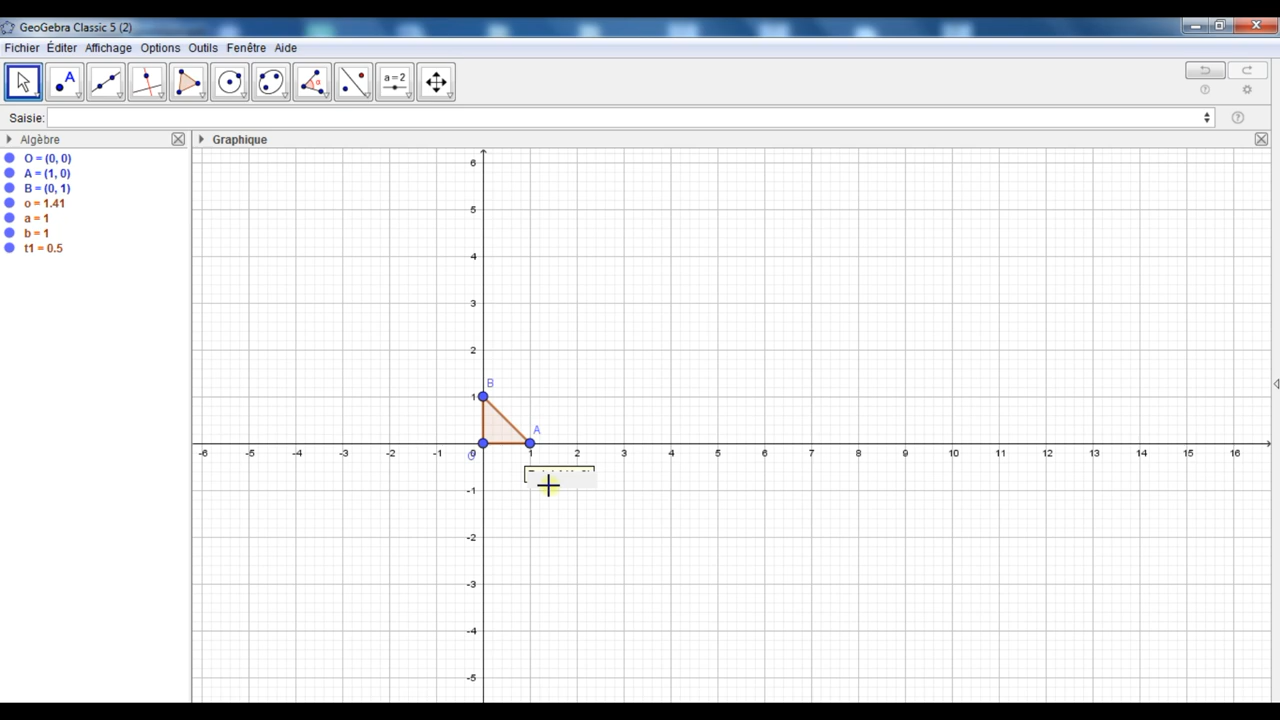 GeoGebra Classic 5 (2)
Fichier Éditer Affichage Options Outils Fenêtre Aide
A α a=2
Saisie:
Algèbre
Graphique
O = (0, 0)
A = (1, 0)
B = (0, 1)
o = 1.41
a = 1
b = 1
t1 = 0.5
6
5
4
3
2
B
1
A
-6 -5 -4 -3 -2 -1 0 1 2 3 4 5 6 7 8 9 10 11 12 13 14 15 16
O
-1
-2
-3
-4
-5